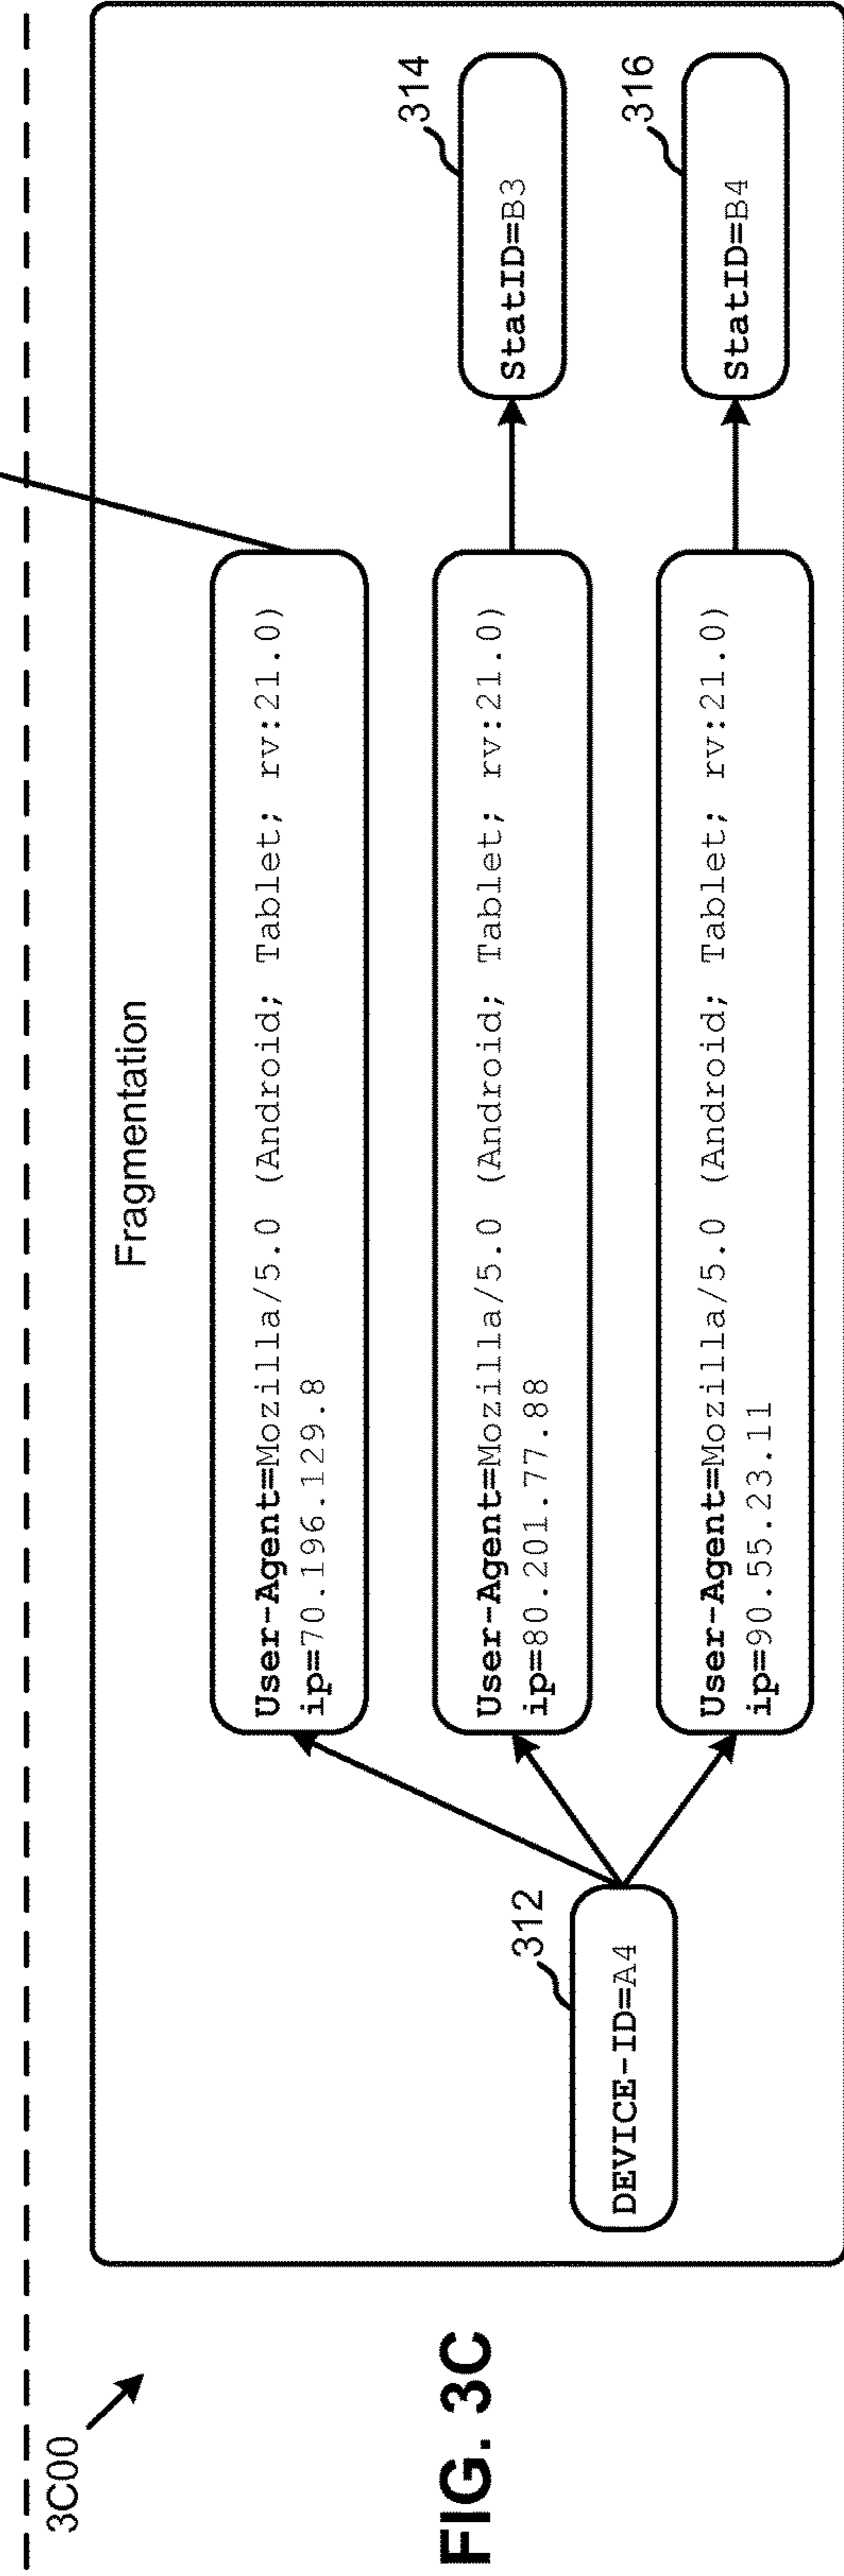 3C00
FIG. 3C
Fragmentation
312
DEVICE-ID=A4
User-Agent=Mozilla/5.0 (Android; Tablet; rv:21.0)
ip=70.196.129.8
User-Agent=Mozilla/5.0 (Android; Tablet; rv:21.0)
ip=80.201.77.88
User-Agent=Mozilla/5.0 (Android; Tablet; rv:21.0)
ip=90.55.23.11
314
StatID=B3
316
StatID=B4